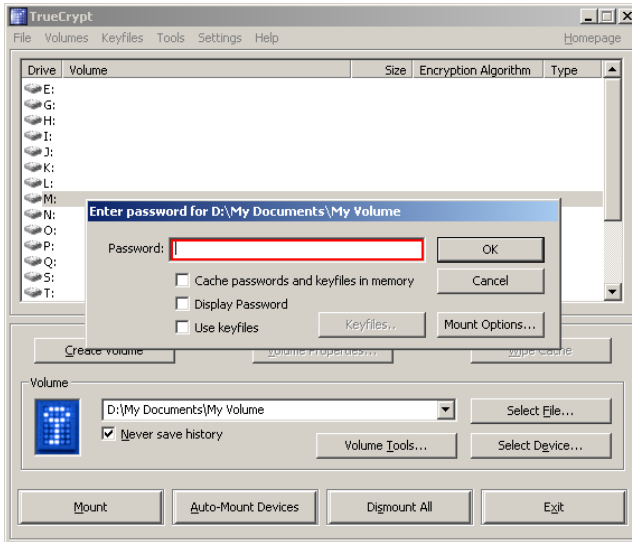 TrueCrypt
File Volumes Keyfiles Tools Settings Help Homepage
Drive Volume Size Encryption Algorithm Type
E:
G:
H:
I:
J:
K:
L:
M:
N:
O:
P:
Q:
S:
T:
Enter password for D:\My Documents\My Volume
Password:
OK
Cache passwords and keyfiles in memory
Cancel
Display Password
Use keyfiles
Keyfiles..
Mount Options...
Create Volume
Volume Properties...
Wipe Cache
Volume
D:\My Documents\My Volume
Select File...
Never save history
Volume Tools...
Select Device...
Mount
Auto-Mount Devices
Dismount All
Exit